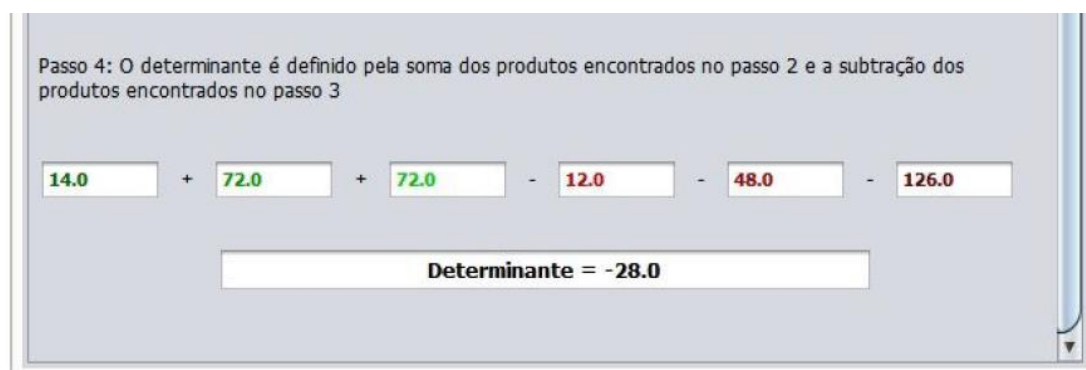 Passo 4: O determinante é definido pela soma dos produtos encontrados no passo 2 e a subtração dos
produtos encontrados no passo 3
14.0 + 72.0 + 72.0 - 12.0 - 48.0 - 126.0
Determinante = -28.0